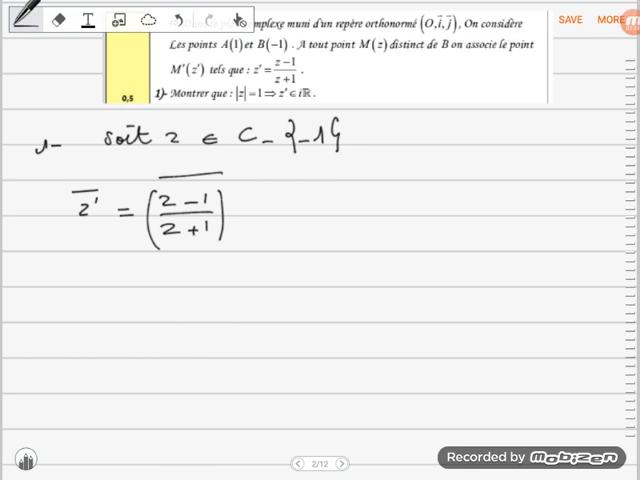 SAVE MORE
complexe muni d'un repère orthonormé (O,i⃗,j⃗), On considère
Les points A(1) et B(-1). A tout point M(z) distinct de B on associe le point
M'(z') tels que : z' = (z-1)/(z+1)
0,5 1)- Montrer que : |z|=1 ⇒ z' ∈ iℝ.
1- soit z ∈ C - {-1}
z̅'̅ = \overline{((z-1)/(z+1))}
2/12
Recorded by Mobizen